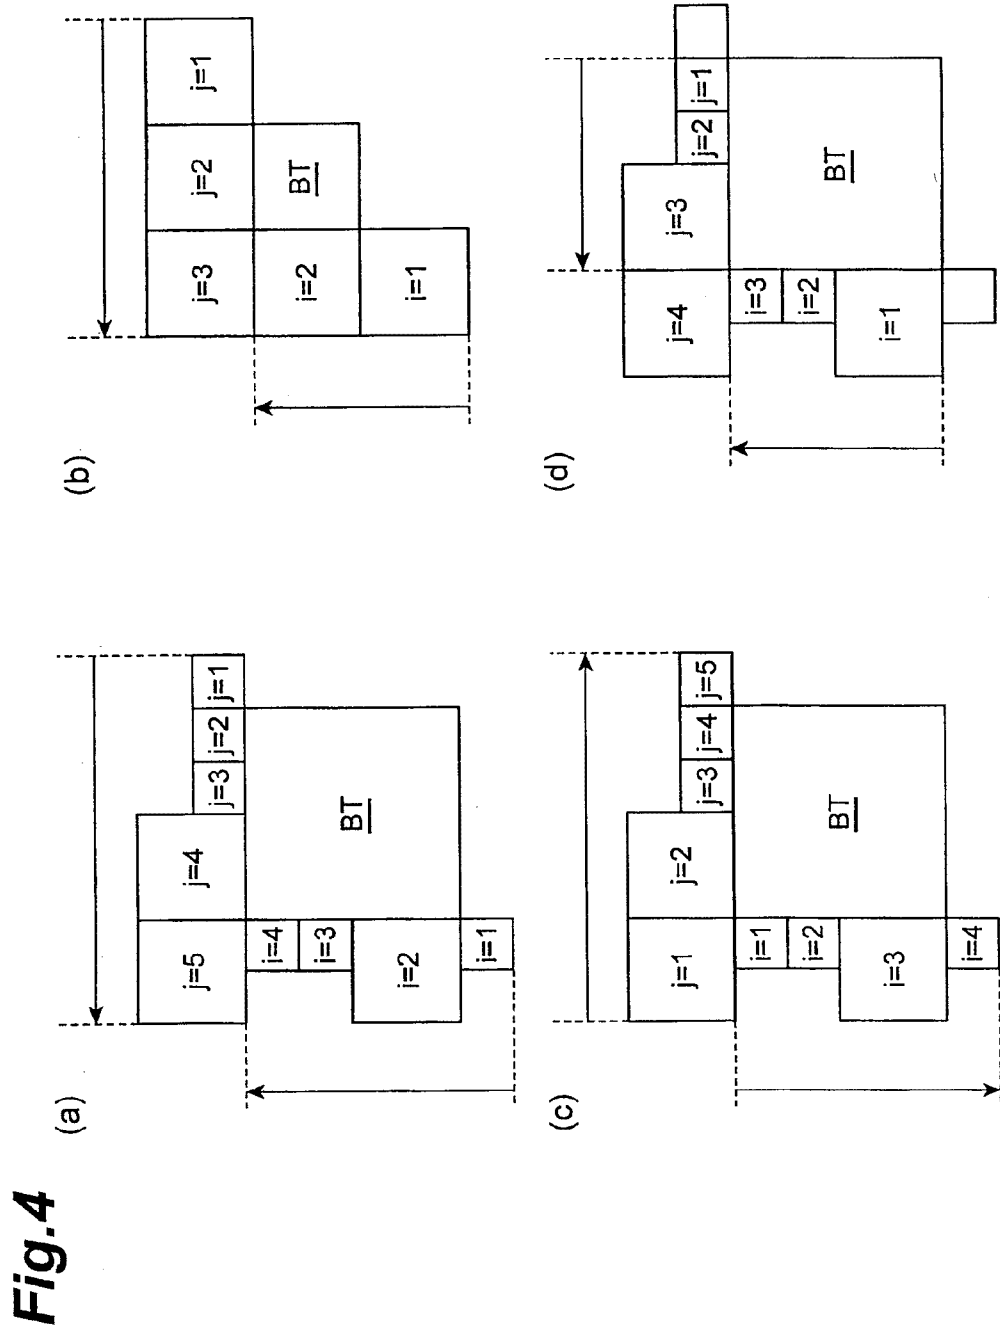 Fig.4
(a)
j=5
j=4
j=3
j=2
j=1
i=4
i=3
BT
i=2
i=1
(b)
j=3
j=2
j=1
i=2
BT
i=1
(c)
j=1
j=2
j=3
j=4
j=5
i=1
i=2
BT
i=3
i=4
(d)
j=4
j=3
j=2
j=1
i=3
i=2
BT
i=1